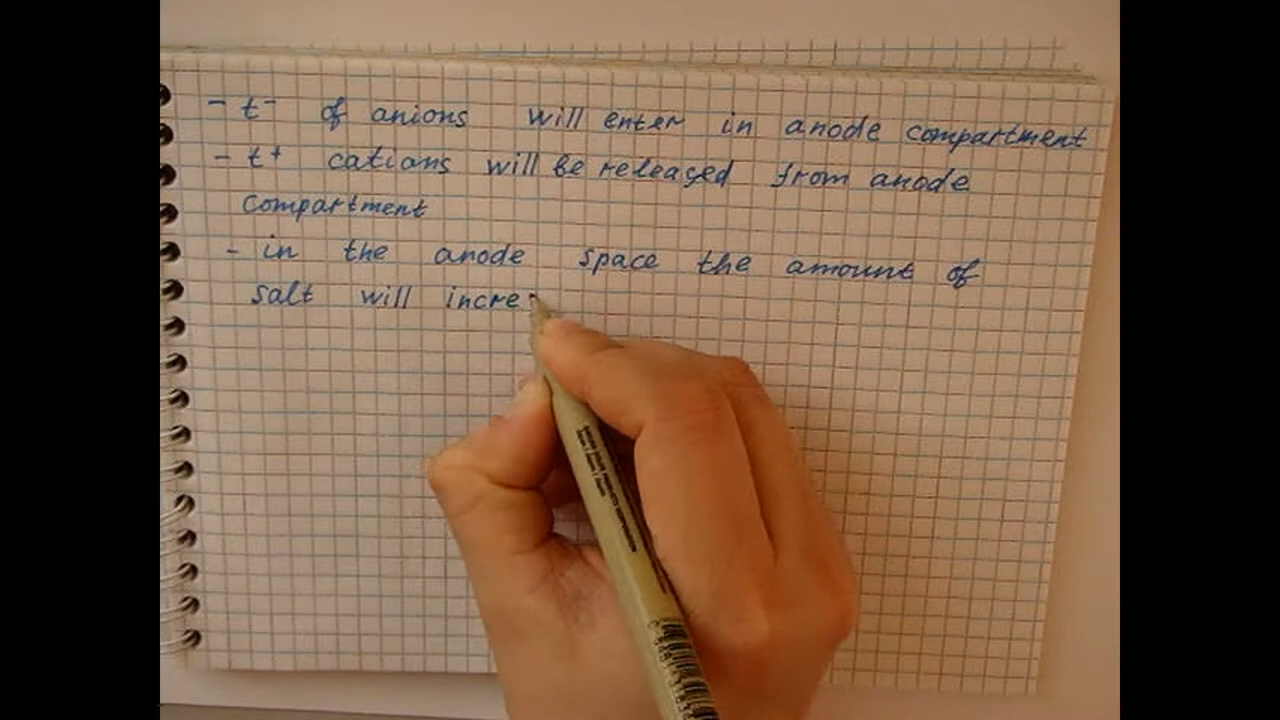 - t⁻ of anions will enter in anode compartment
- t⁺ cations will be released from anode
compartment
- in the anode space the amount of
salt will incre